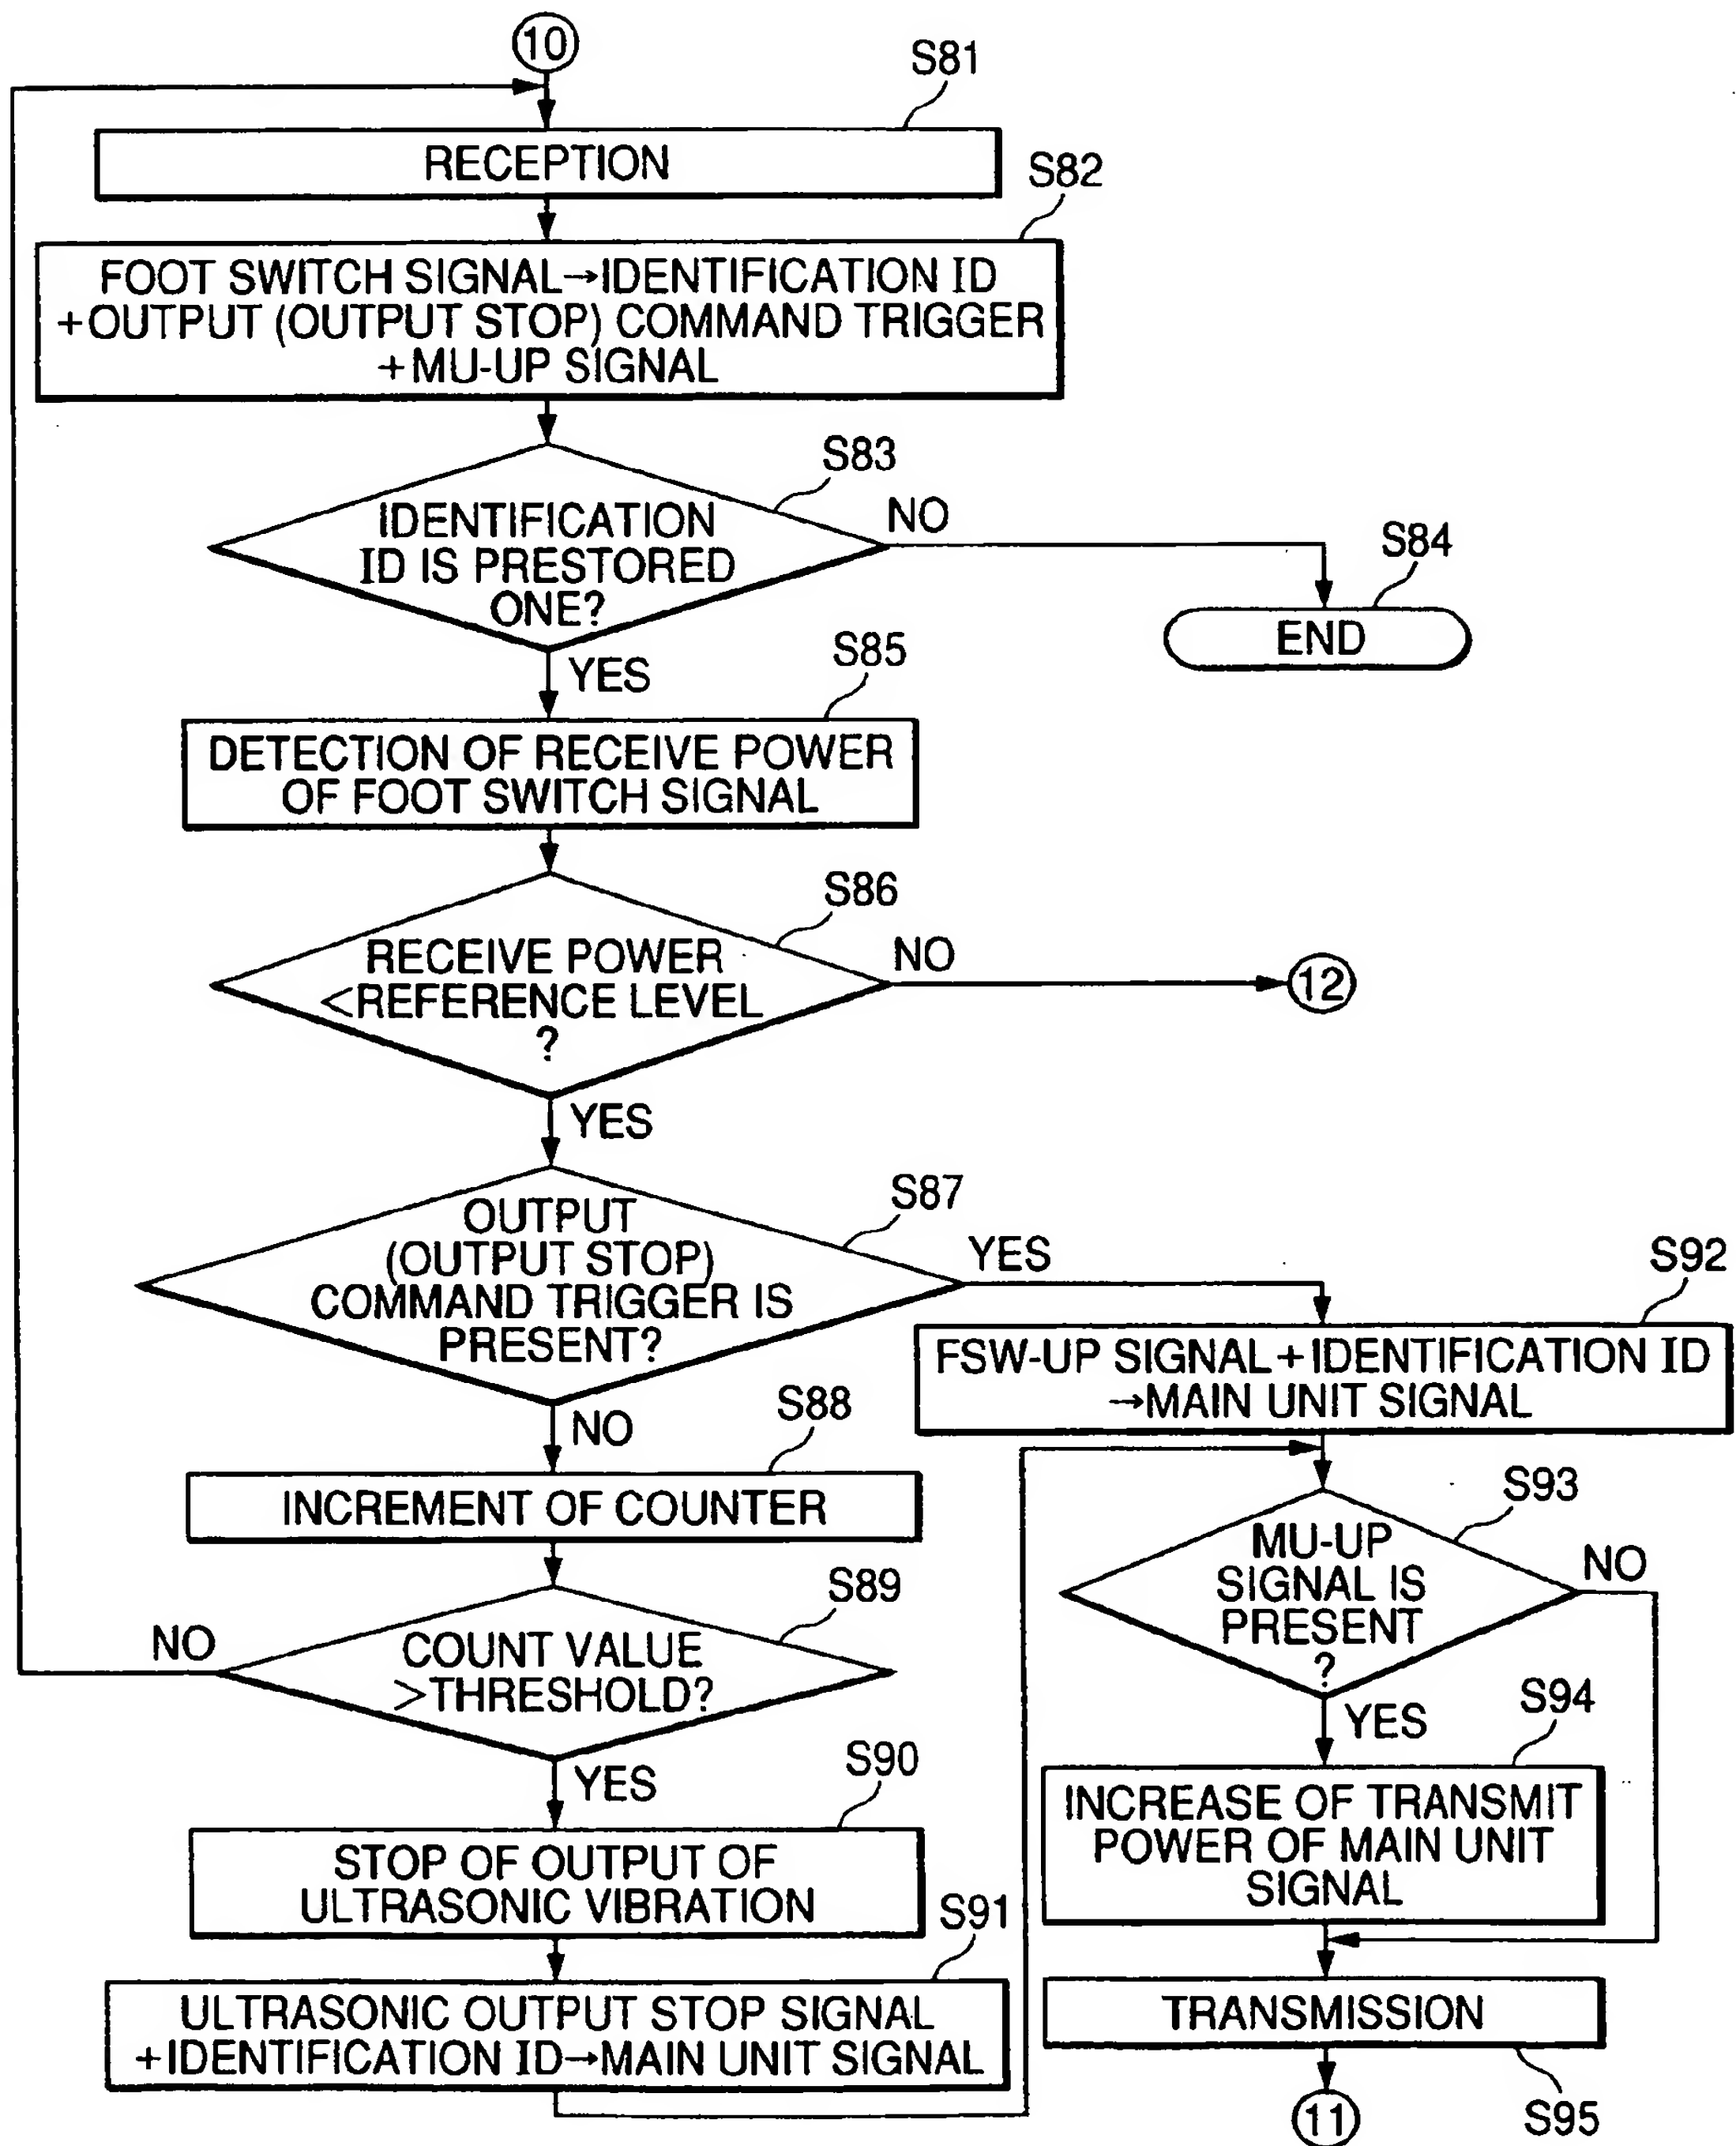 10
S81
RECEPTION
S82
FOOT SWITCH SIGNAL→IDENTIFICATION ID
+OUTPUT (OUTPUT STOP) COMMAND TRIGGER
+MU-UP SIGNAL
S83
IDENTIFICATION
ID IS PRESTORED
ONE?
NO
S84
END
YES
S85
DETECTION OF RECEIVE POWER
OF FOOT SWITCH SIGNAL
S86
RECEIVE POWER
<REFERENCE LEVEL
?
NO
12
YES
S87
OUTPUT
(OUTPUT STOP)
COMMAND TRIGGER IS
PRESENT?
YES
S92
FSW-UP SIGNAL+IDENTIFICATION ID
→MAIN UNIT SIGNAL
NO
S88
INCREMENT OF COUNTER
S89
COUNT VALUE
>THRESHOLD?
NO
YES
S90
STOP OF OUTPUT OF
ULTRASONIC VIBRATION
S91
ULTRASONIC OUTPUT STOP SIGNAL
+IDENTIFICATION ID→MAIN UNIT SIGNAL
S93
MU-UP
SIGNAL IS
PRESENT
?
NO
YES
S94
INCREASE OF TRANSMIT
POWER OF MAIN UNIT
SIGNAL
TRANSMISSION
S95
11